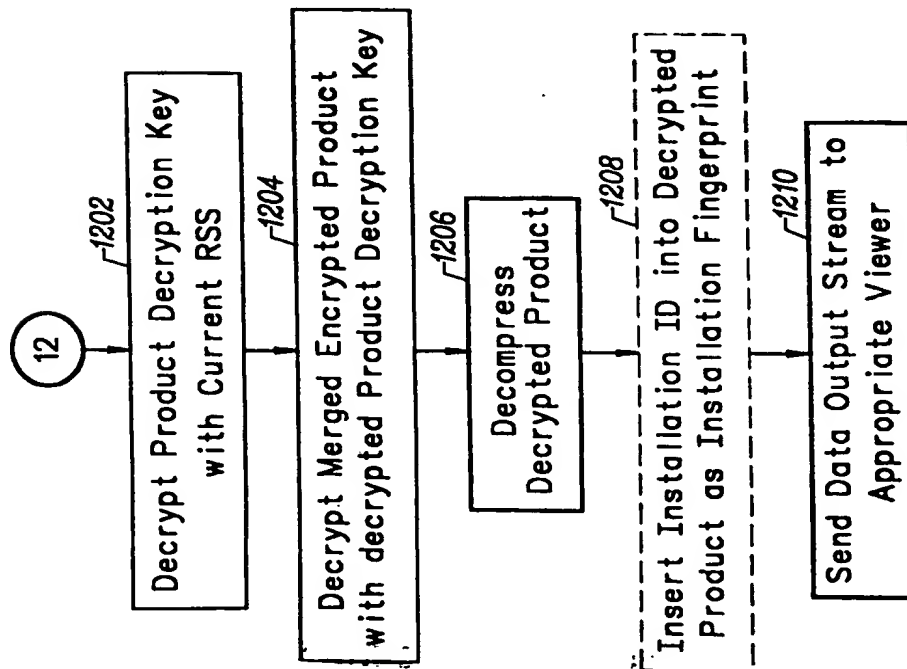 12
1202
Decrypt Product Decryption Key
with Current RSS
1204
Decrypt Merged Encrypted Product
with decrypted Product Decryption Key
1206
Decompress
Decrypted Product
1208
Insert Installation ID into Decrypted
Product as Installation Fingerprint
1210
Send Data Output Stream to
Appropriate Viewer